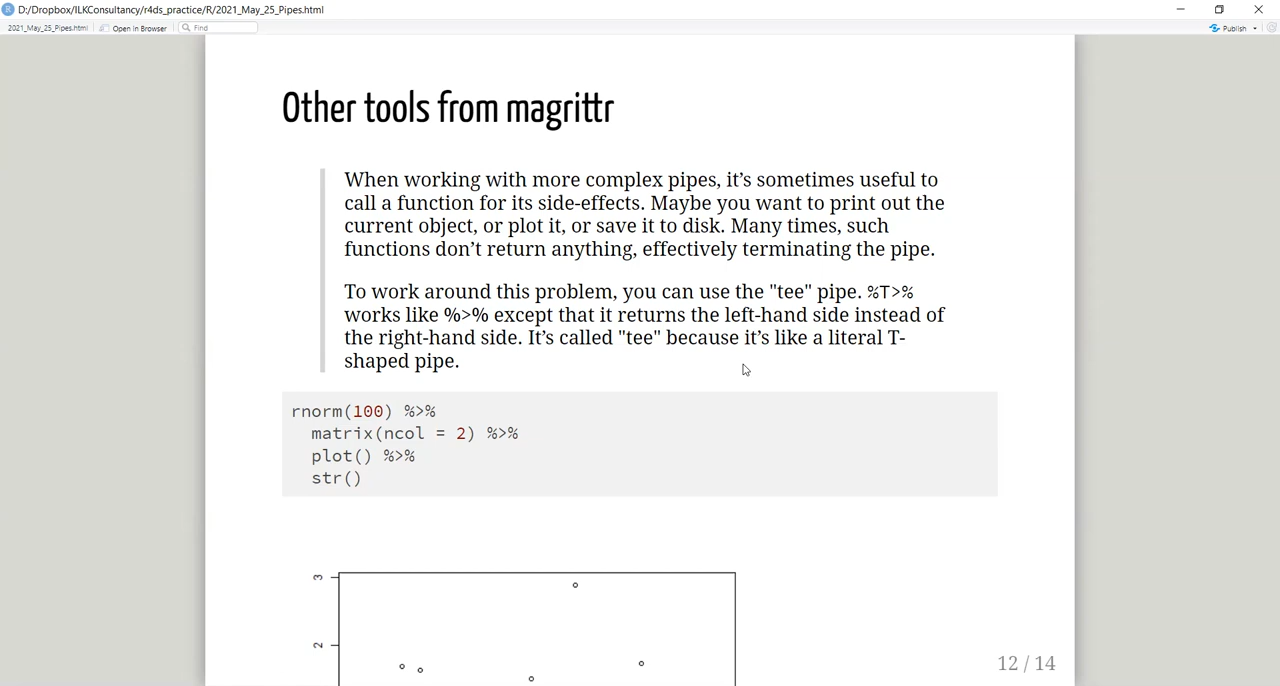 D:/Dropbox/ILKConsultancy/r4ds_practice/R/2021_May_25_Pipes.html
2021_May_25_Pipes.html Open in Browser Find Publish
Other tools from magrittr
When working with more complex pipes, it’s sometimes useful to
call a function for its side-effects. Maybe you want to print out the
current object, or plot it, or save it to disk. Many times, such
functions don’t return anything, effectively terminating the pipe.
To work around this problem, you can use the "tee" pipe. %T>%
works like %>% except that it returns the left-hand side instead of
the right-hand side. It’s called "tee" because it’s like a literal T-
shaped pipe.
rnorm(100) %>%
matrix(ncol = 2) %>%
plot() %>%
str()
3
2
12 / 14